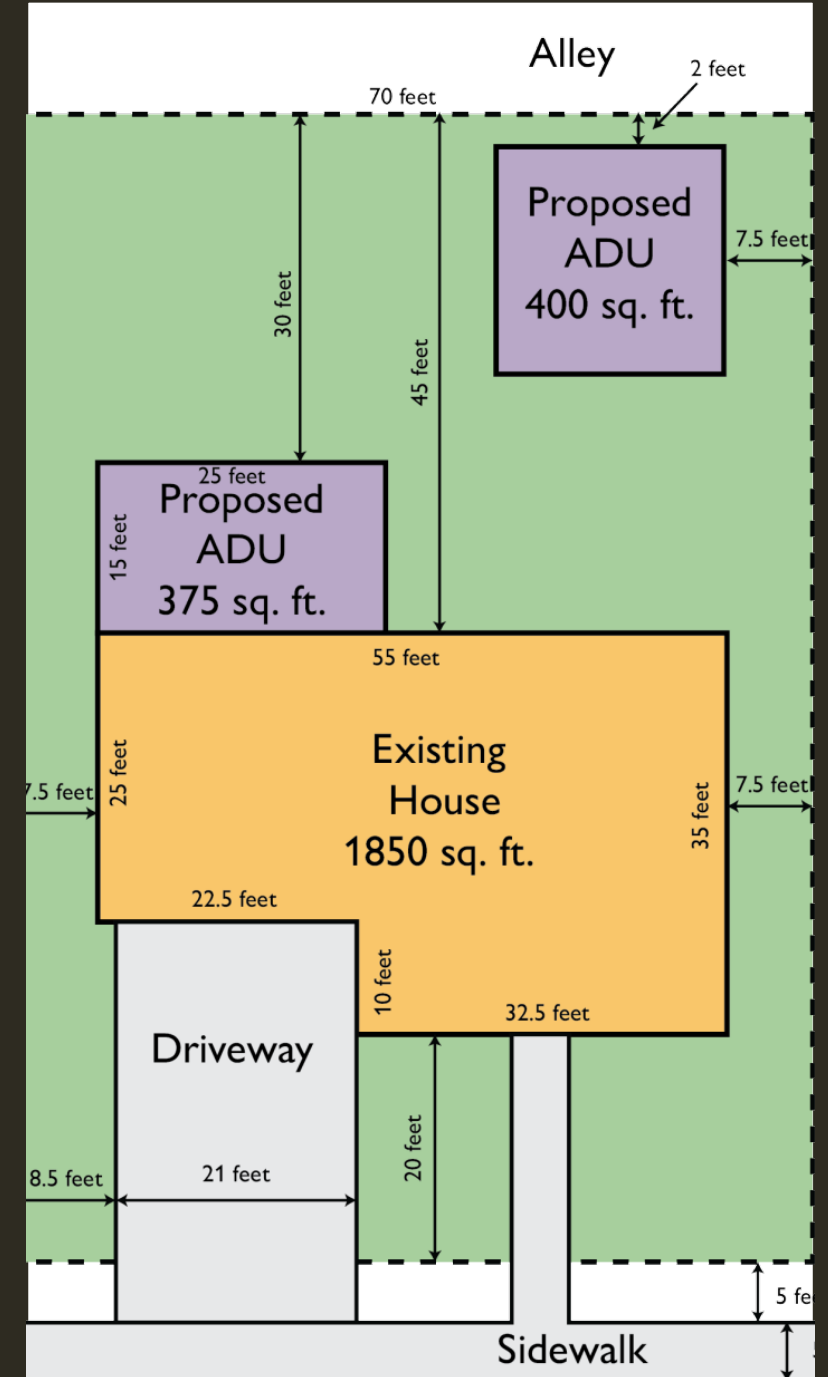 Alley
2 feet
70 feet
Proposed
ADU
400 sq. ft.
7.5 feet
30 feet
45 feet
25 feet
Proposed
ADU
375 sq. ft.
15 feet
55 feet
Existing
House
1850 sq. ft.
25 feet
7.5 feet
35 feet
7.5 feet
22.5 feet
10 feet
32.5 feet
Driveway
20 feet
8.5 feet
21 feet
5 fe
Sidewalk